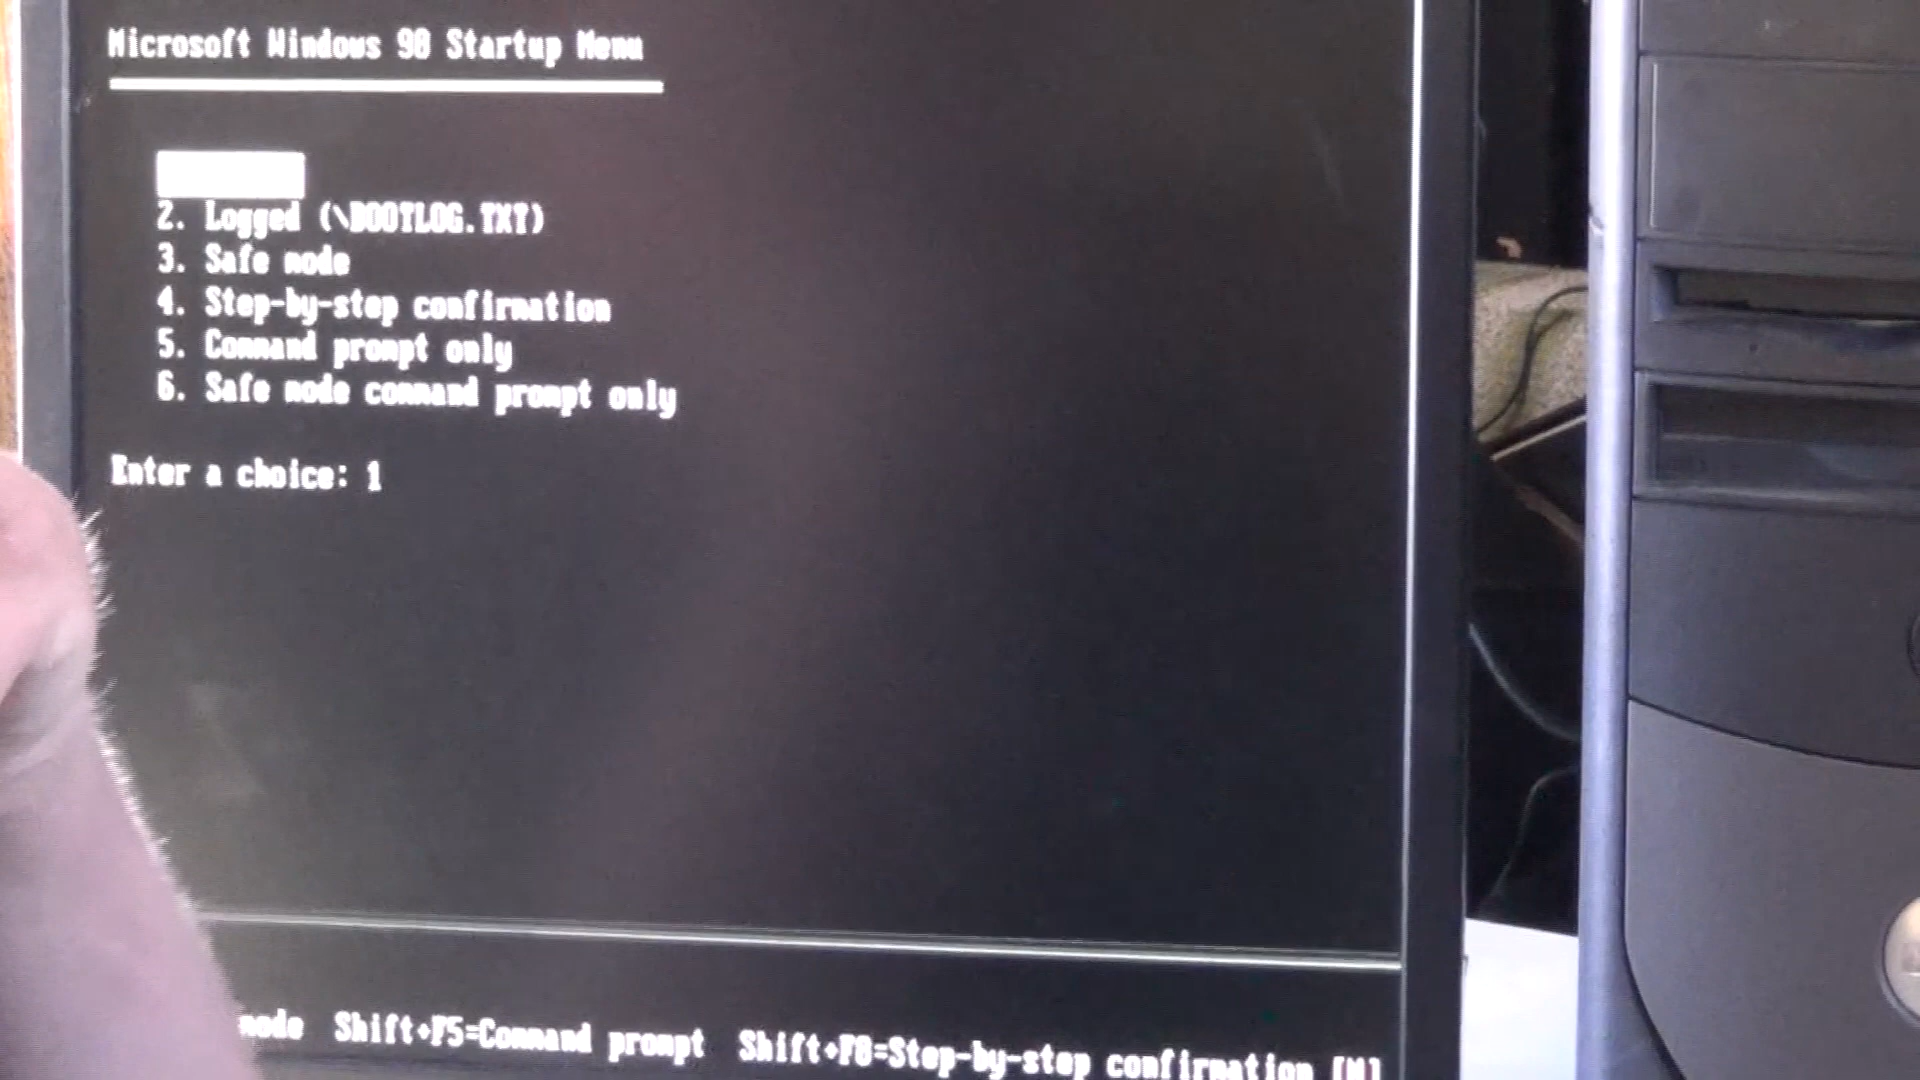 Microsoft Windows 98 Startup Menu
2. Logged (\BOOTLOG.TXT)
3. Safe mode
4. Step-by-step confirmation
5. Command prompt only
6. Safe mode command prompt only
Enter a choice: 1
mode Shift+F5=Command prompt Shift+F8=Step-by-step confirmation [N]